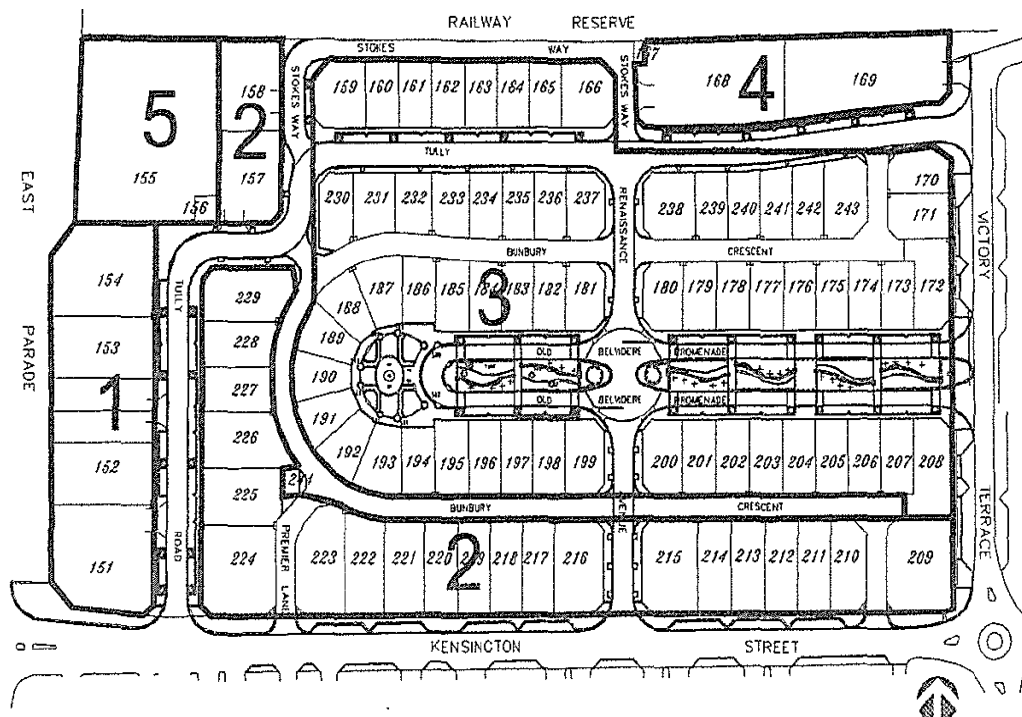 RAILWAY RESERVE
STOKES WAY
STOKES WAY
STOKES WAY
5
2
4
158
159 160 161 162 163 164 165 166
167
168
169
155
157
156
TULLY
EAST
PARADE
230 231 232 233 234 235 236 237
RENAISSANCE
238 239 240 241 242 243
170
171
VICTORY
TERRACE
BUNBURY CRESCENT
154
TULLY
ROAD
229
188 187 186 185 184 183 182 181
3
180 179 178 177 176 175 174 173 172
153
228
189
OLD BELVIDERE PROMENADE
1
227
190
OLD BELVIDERE PROMENADE
226
191
152
192 193 194 195 196 197 198 199
200 201 202 203 204 205 206 207 208
225
BUNBURY CRESCENT
AVENUE
151
224
PREMIER LANE
223 222 221 220 219 218 217 216
2
215 214 213 212 211 210
209
KENSINGTON STREET